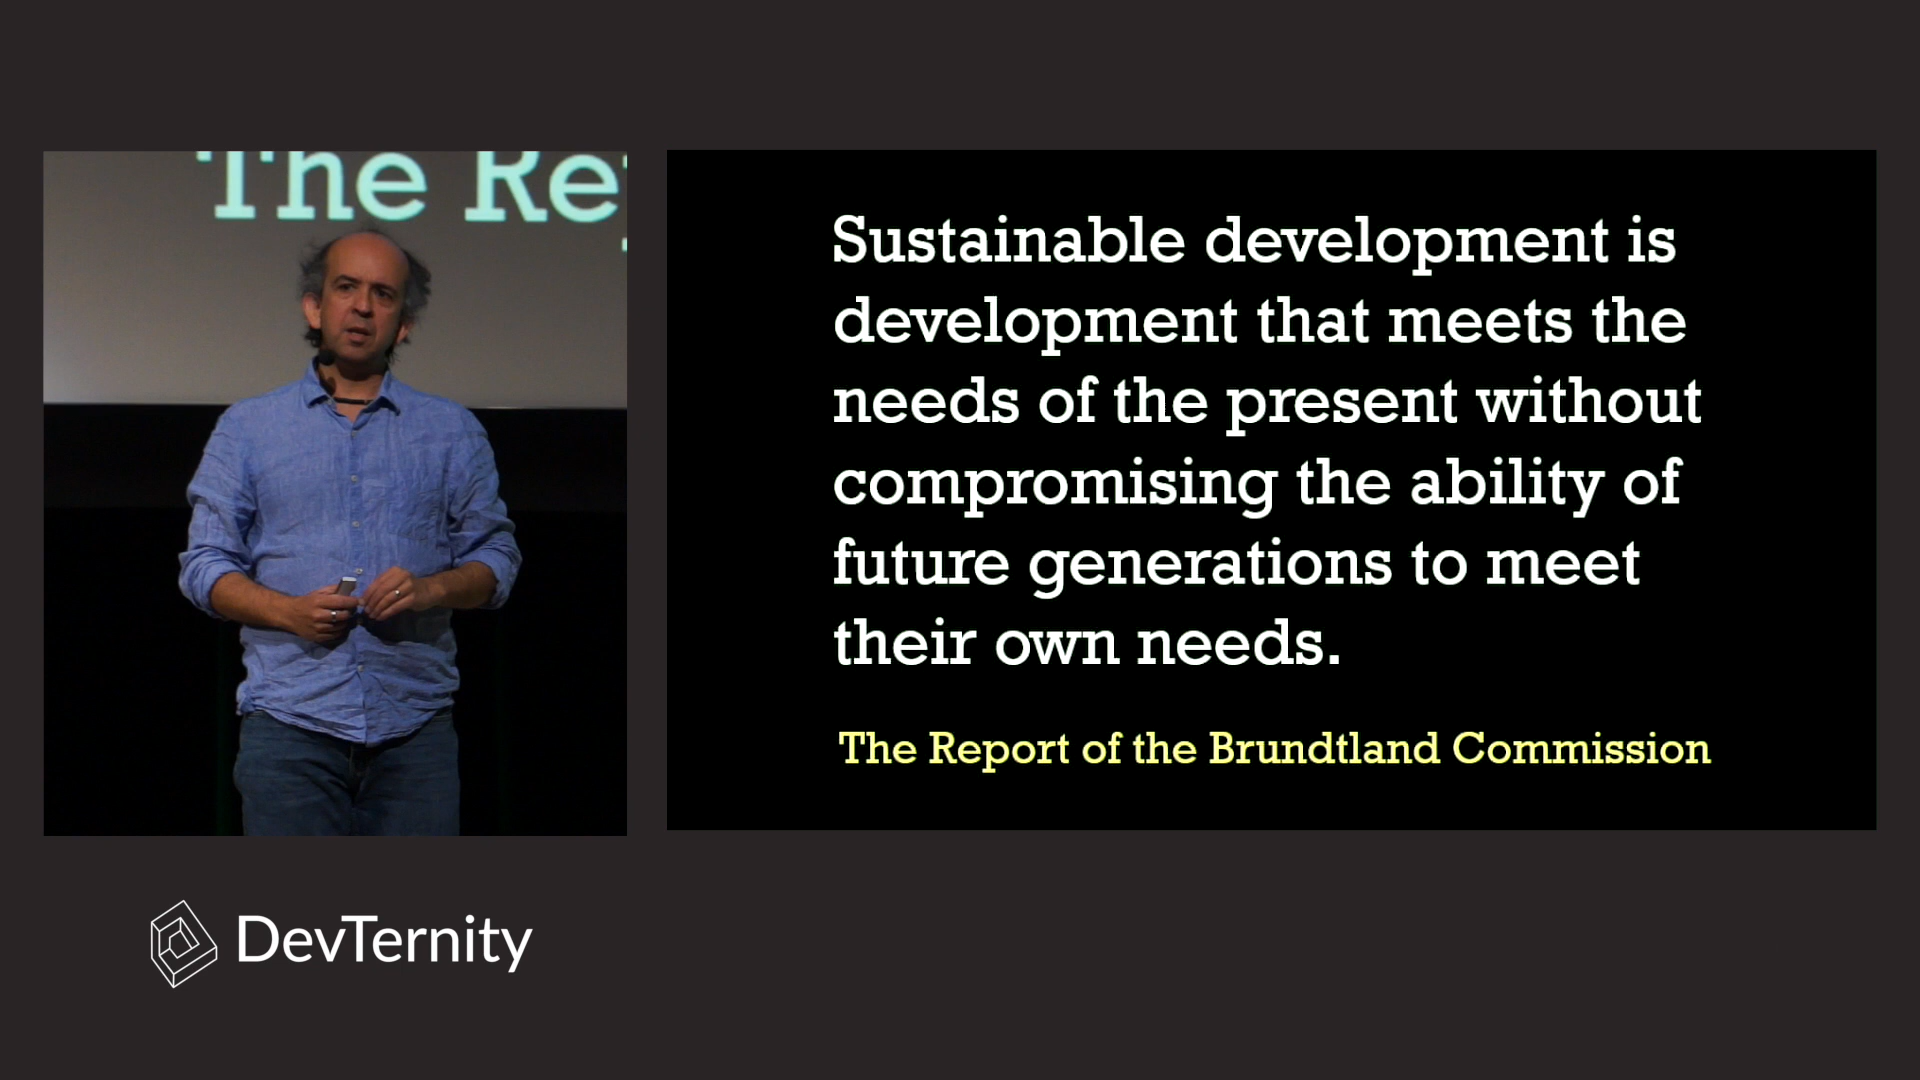 The Rep
Sustainable development is
development that meets the
needs of the present without
compromising the ability of
future generations to meet
their own needs.
The Report of the Brundtland Commission
DevTernity